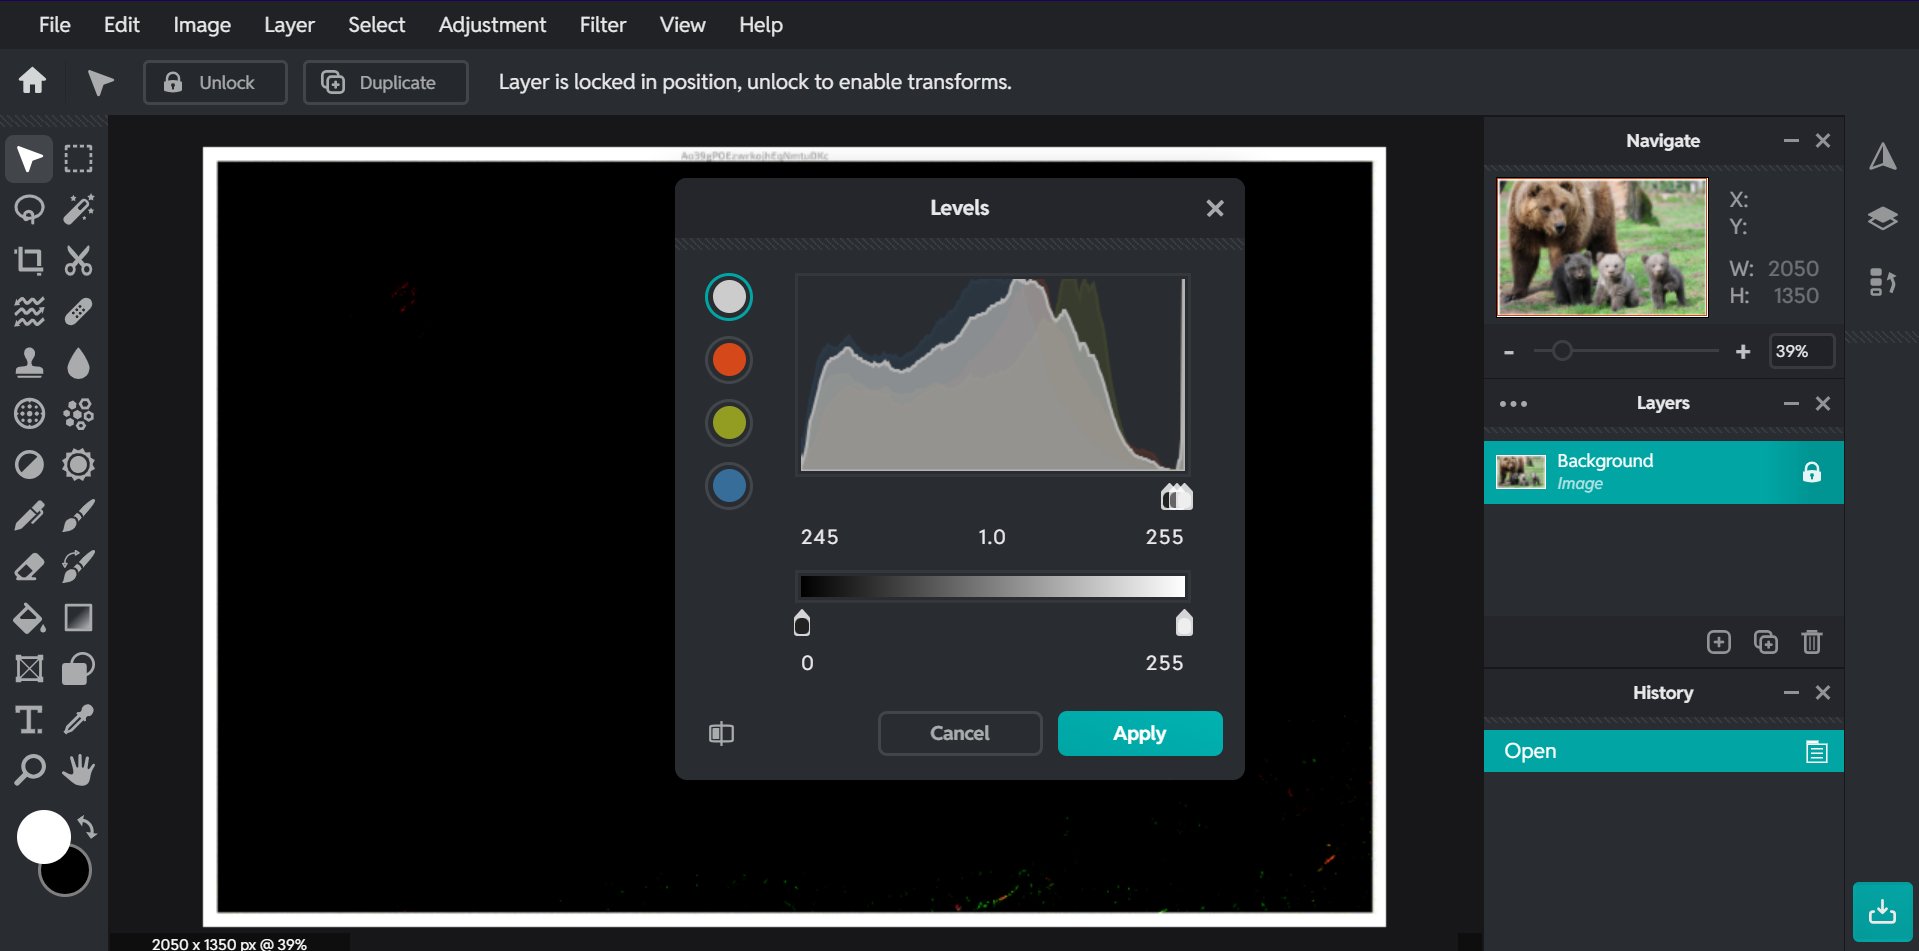 File Edit Image Layer Select Adjustment Filter View Help
Unlock Duplicate Layer is locked in position, unlock to enable transforms.
Levels
245 1.0 255
0 255
Cancel Apply
Navigate
X:
Y:
W: 2050
H: 1350
- + 39%
Layers
Background
Image
History
Open
2050 x 1350 px @ 39%